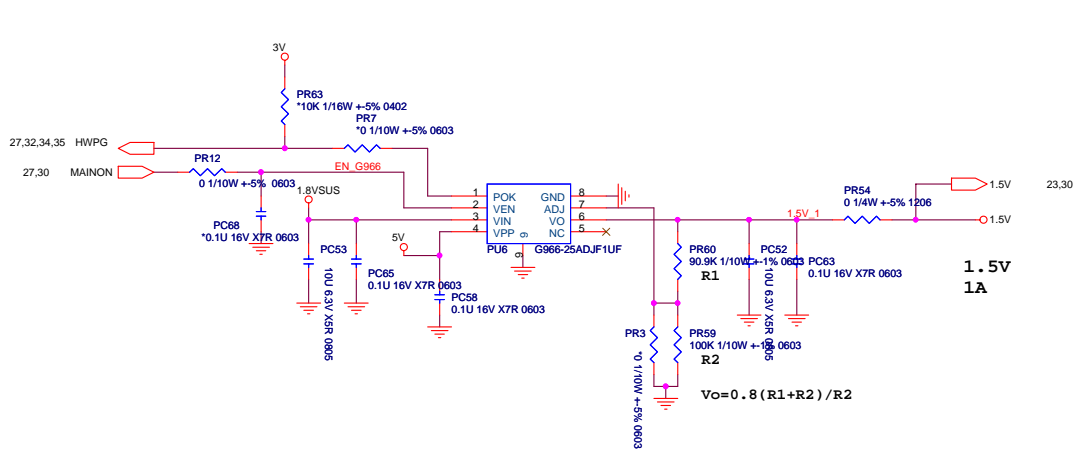 3V
PR63
*10K 1/16W +-5% 0402
PR7
*0 1/10W +-5% 0603
27,32,34,35 HWPG
PR12
27,30 MAINON
EN_G966
0 1/10W +-5% 0603
1.8VSUS
PC68
*0.1U 16V X7R 0603
PC53
10U 6.3V X5R 0805
PC65
0.1U 16V X7R 0603
5V
PC58
0.1U 16V X7R 0603
1 POK GND 8
2 VEN ADJ 7
3 VIN VO 6
4 VPP NC 5
9
9
PU6 G966-25ADJF1UF
PR54
0 1/4W +-5% 1206
1.5V_1
1.5V 23,30
1.5V
PR60
90.9K 1/10W +-1% 0603
R1
PC52
10U 6.3V X5R 0805
PC63
0.1U 16V X7R 0603
1.5V
1A
PR3
*0 1/10W +-5% 0603
PR59
100K 1/10W +-1% 0603
R2
Vo=0.8(R1+R2)/R2